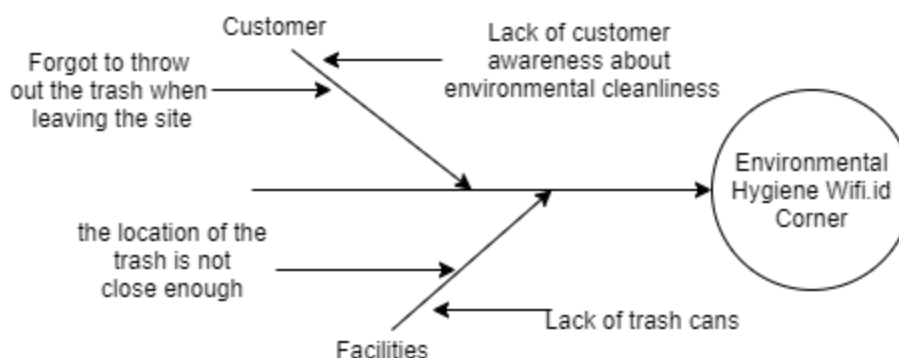 Customer
Forgot to throw
out the trash when
leaving the site
Lack of customer
awareness about
environmental cleanliness
Environmental
Hygiene Wifi.id
Corner
the location of the
trash is not
close enough
Lack of trash cans
Facilities